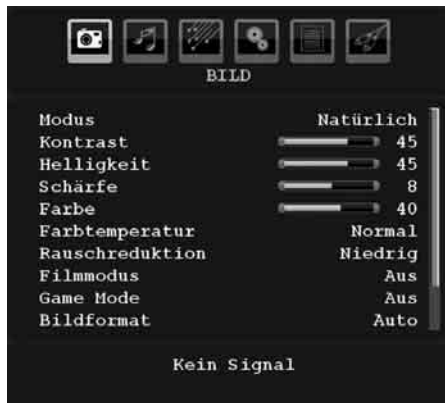 BILD
Modus Natürlich
Kontrast 45
Helligkeit 45
Schärfe 8
Farbe 40
Farbtemperatur Normal
Rauschreduktion Niedrig
Filmmodus Aus
Game Mode Aus
Bildformat Auto
Kein Signal